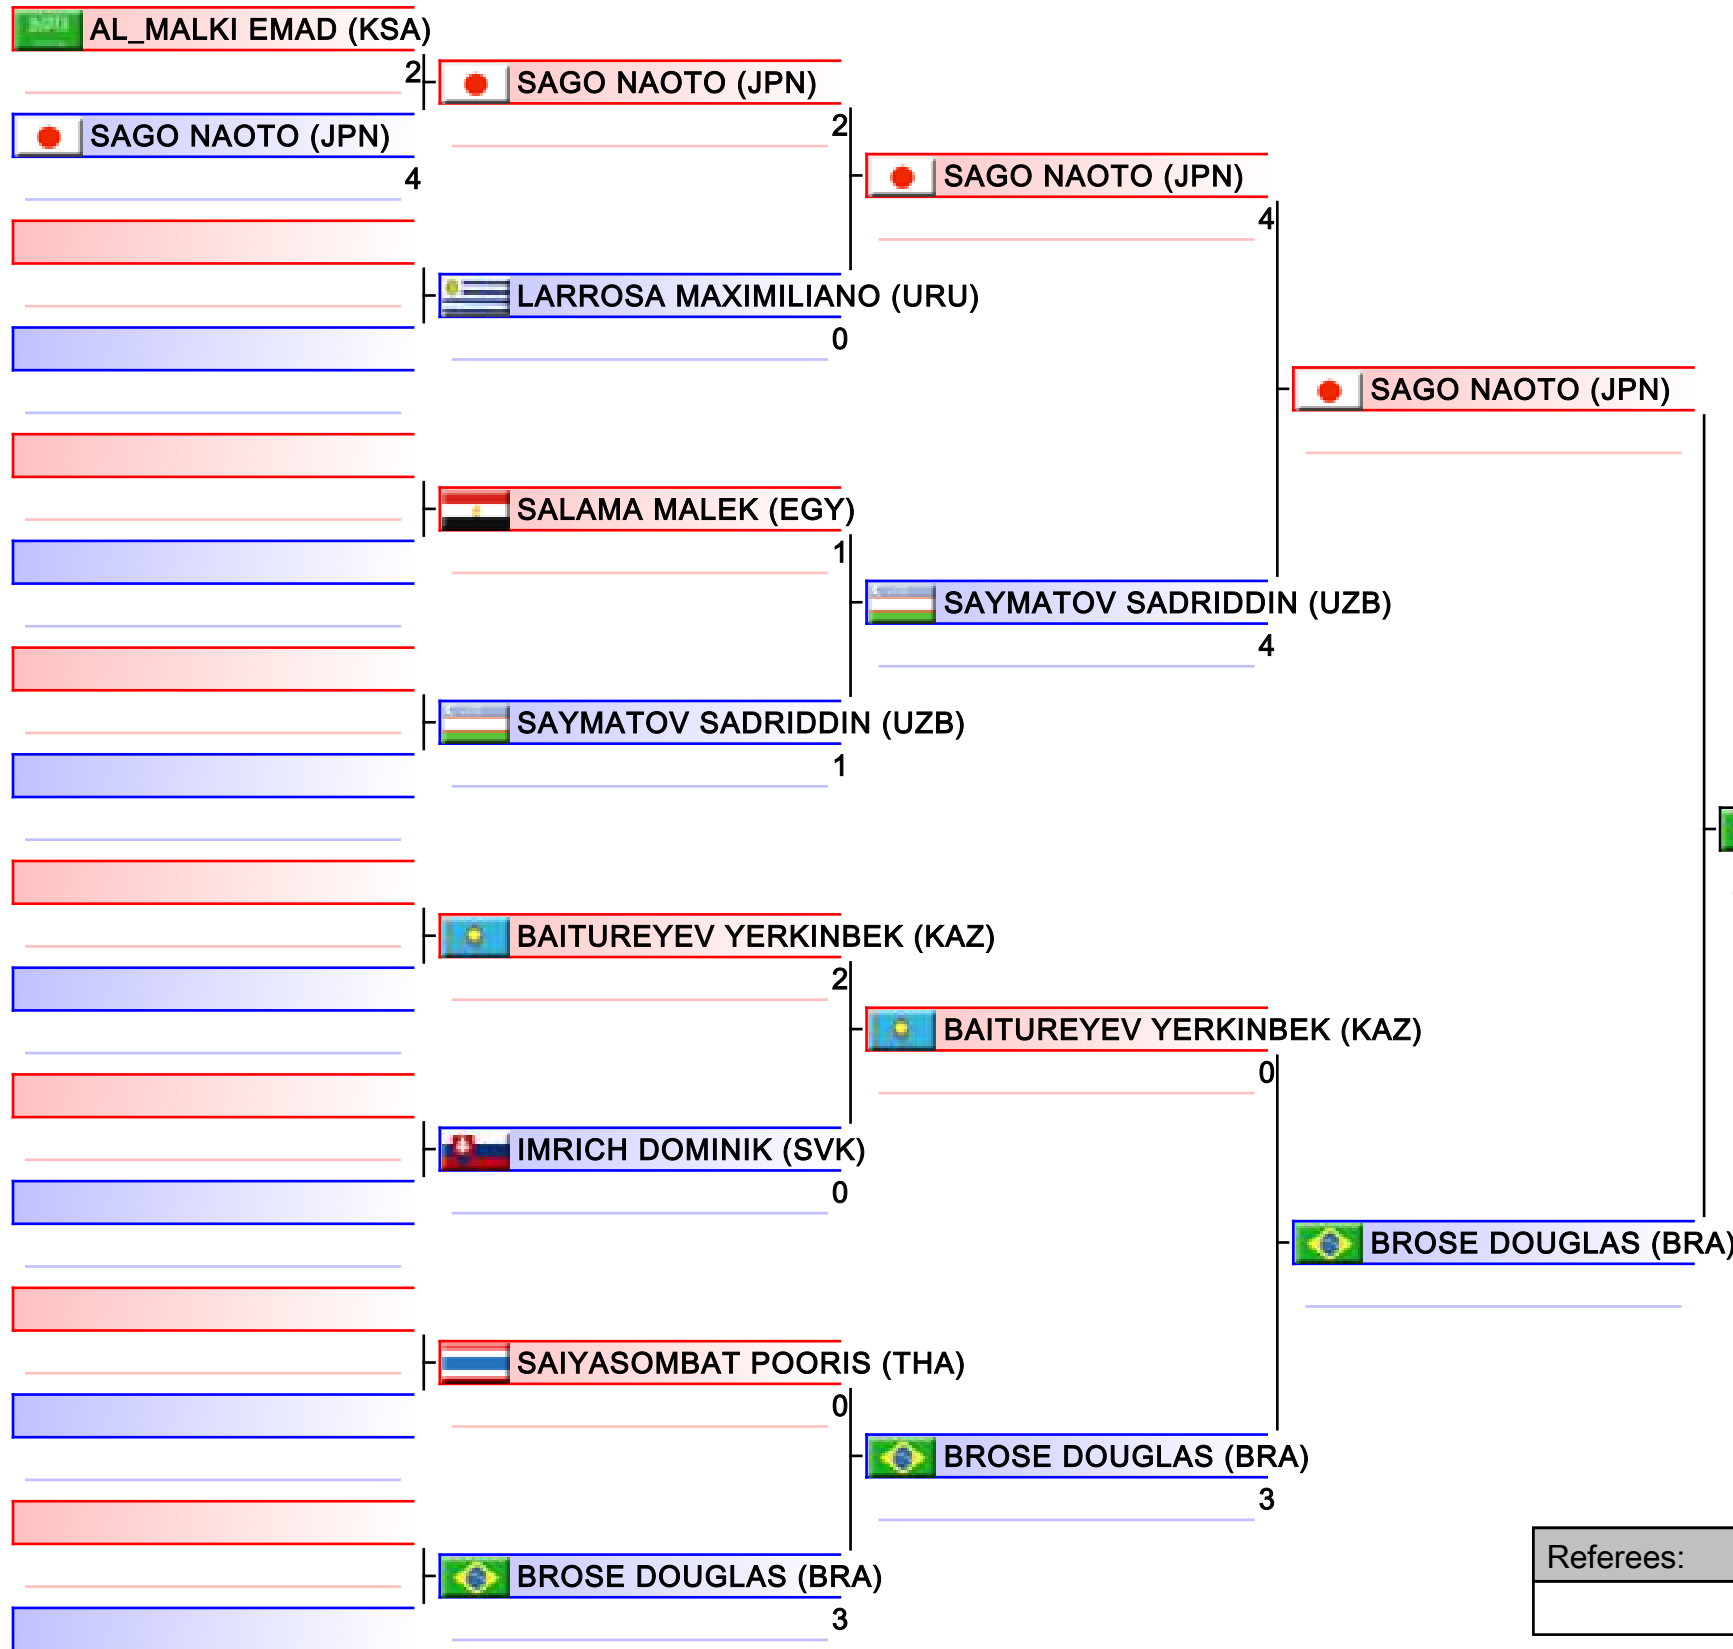 AL_MALKI EMAD (KSA)
2
SAGO NAOTO (JPN)
4
SAGO NAOTO (JPN)
2
LARROSA MAXIMILIANO (URU)
0
SALAMA MALEK (EGY)
1
SAYMATOV SADRIDDIN (UZB)
1
BAITUREYEV YERKINBEK (KAZ)
2
IMRICH DOMINIK (SVK)
0
SAIYASOMBAT POORIS (THA)
0
BROSE DOUGLAS (BRA)
3
SAGO NAOTO (JPN)
4
SAYMATOV SADRIDDIN (UZB)
4
BAITUREYEV YERKINBEK (KAZ)
0
BROSE DOUGLAS (BRA)
3
SAGO NAOTO (JPN)
BROSE DOUGLAS (BRA)
Referees: